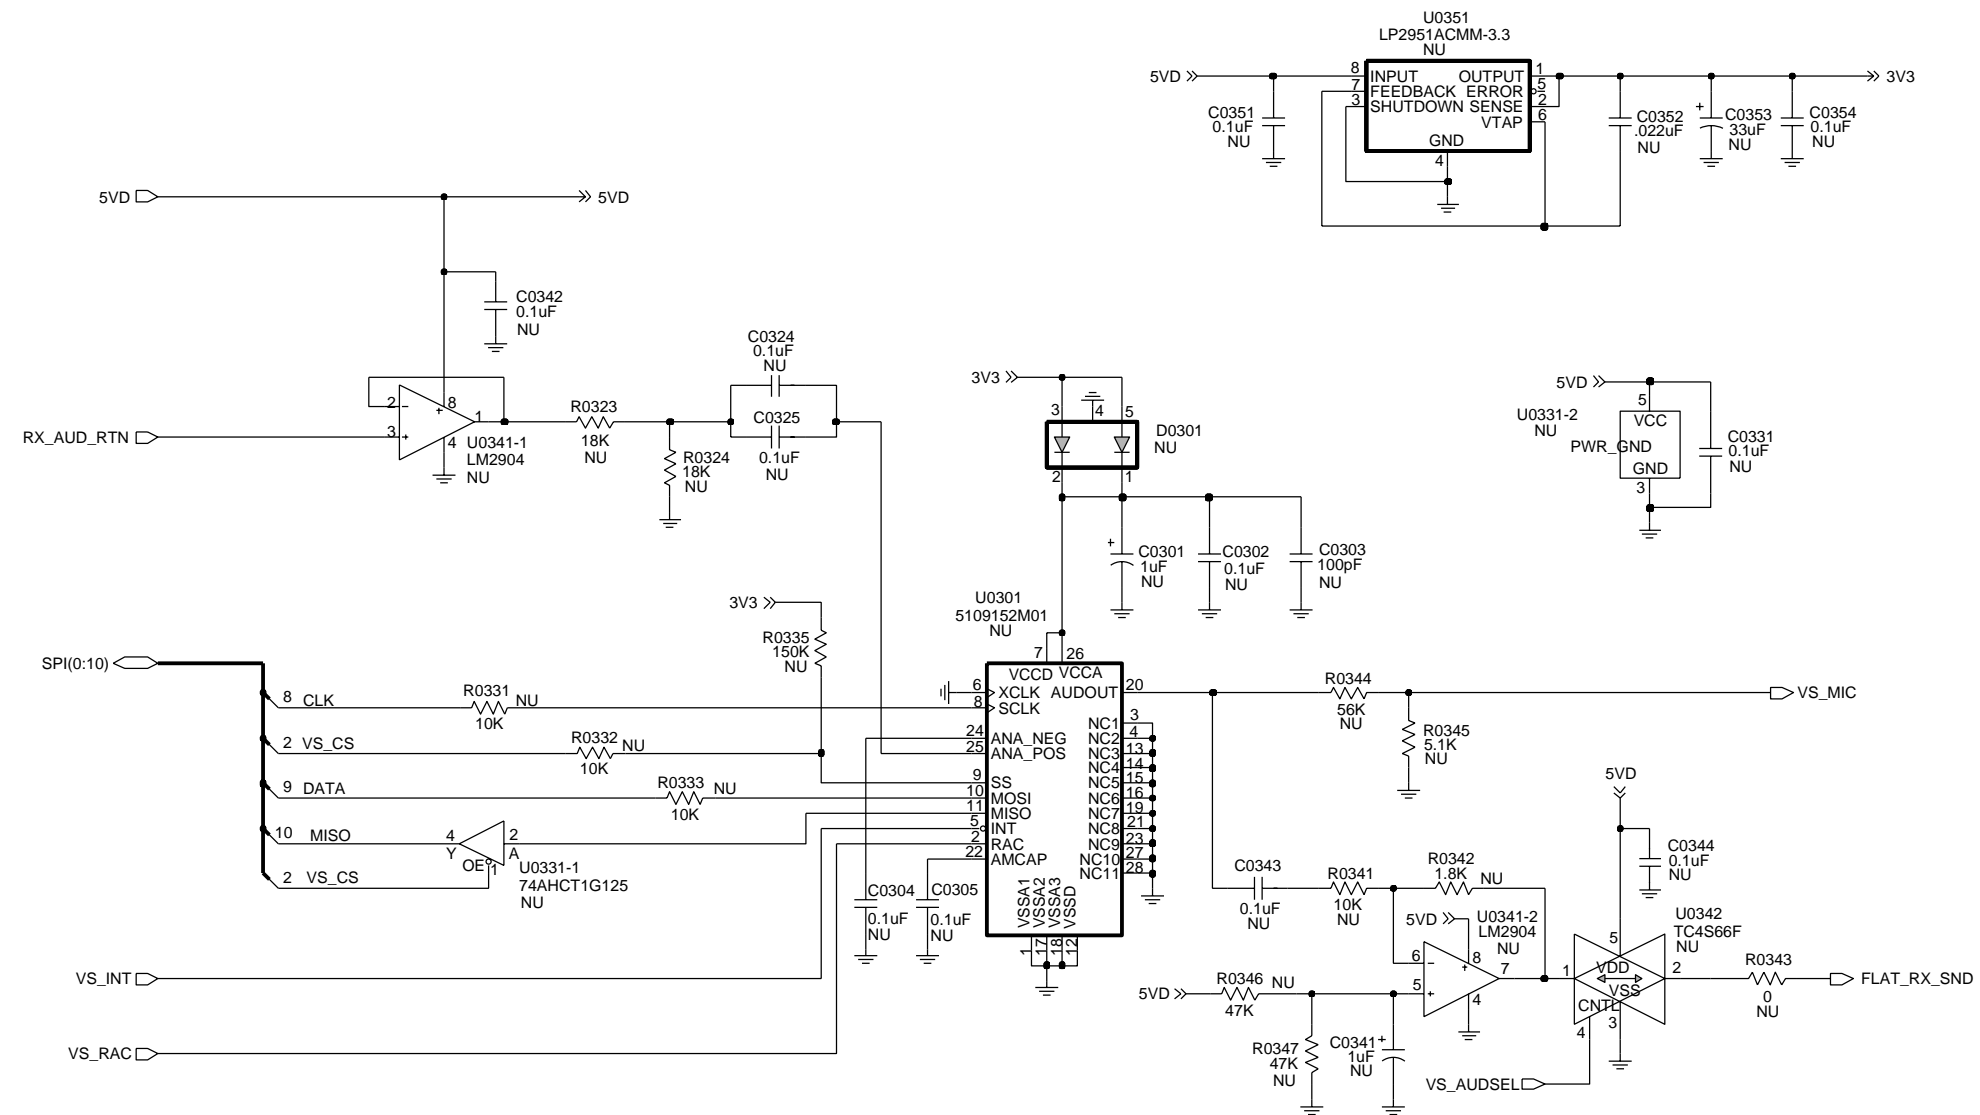 U0351
LP2951ACMM-3.3
NU
5VD
8 INPUT OUTPUT 1
7 FEEDBACK ERROR 5
3 SHUTDOWN SENSE 2
VTAP 6
GND
4
3V3
C0351
0.1uF
NU
C0352
.022uF
NU
C0353
+
33uF
NU
C0354
0.1uF
NU
5VD
5VD
C0342
0.1uF
NU
C0324
0.1uF
NU
C0325
0.1uF
NU
RX_AUD_RTN
2 -
3 +
+ 8
1
4
U0341-1
LM2904
NU
R0323
18K
NU
R0324
18K
NU
3V3
3 4 5
D0301
NU
2 1
+
C0301
1uF
NU
C0302
0.1uF
NU
C0303
100pF
NU
5VD
5
U0331-2
NU
VCC
PWR_GND
GND
3
C0331
0.1uF
NU
3V3
R0335
150K
NU
U0301
5109152M01
NU
7 26
VCCD VCCA
6 XCLK
8 SCLK
24 ANA_NEG
25 ANA_POS
9 SS
10 MOSI
11 MISO
5 INT
2 RAC
22 AMCAP
AUDOUT 20
NC1 3
NC2 4
NC3 13
NC4 14
NC5 15
NC6 16
NC7 19
NC8 21
NC9 23
NC10 27
NC11 28
VSSA1
VSSA2
VSSA3
VSSD
1
17
18
12
SPI(0:10)
8 CLK
R0331 NU
10K
2 VS_CS
R0332 NU
10K
9 DATA
R0333 NU
10K
10 MISO
4 2
Y A
OE 1
U0331-1
74AHCT1G125
NU
2 VS_CS
C0304
0.1uF
NU
C0305
0.1uF
NU
VS_INT
VS_RAC
R0344
56K
NU
VS_MIC
R0345
5.1K
NU
5VD
C0344
0.1uF
NU
C0343
0.1uF
NU
R0341
10K
NU
R0342
1.8K NU
5VD
U0341-2
LM2904
NU
6 -
5 +
+ 8
7
4
5VD
R0346 NU
47K
R0347
47K
NU
C0341 +
1uF
NU
U0342
TC4S66F
NU
5
1
VDD
VSS
CNTL
2
4
3
R0343
0
NU
FLAT_RX_SND
VS_AUDSEL